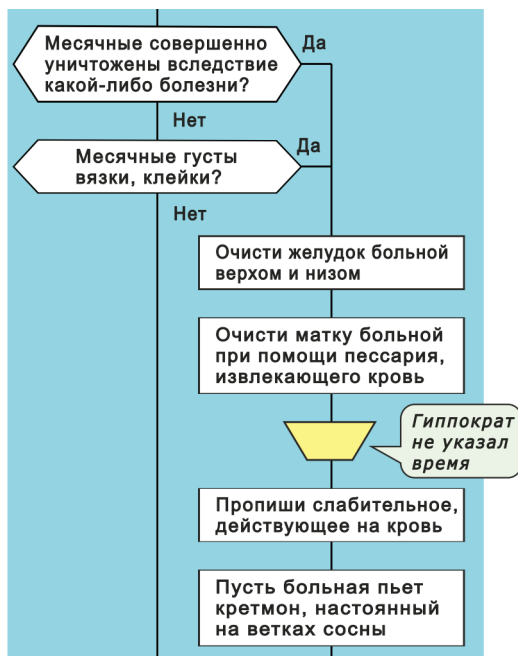 Месячные совершенно
уничтожены вследствие
какой-либо болезни?
Да
Нет
Месячные густы
вязки, клейки?
Да
Нет
Очисти желудок больной
верхом и низом
Очисти матку больной
при помощи пессария,
извлекающего кровь
Гиппократ
не указал
время
Пропиши слабительное,
действующее на кровь
Пусть больная пьет
кретмон, настоянный
на ветках сосны